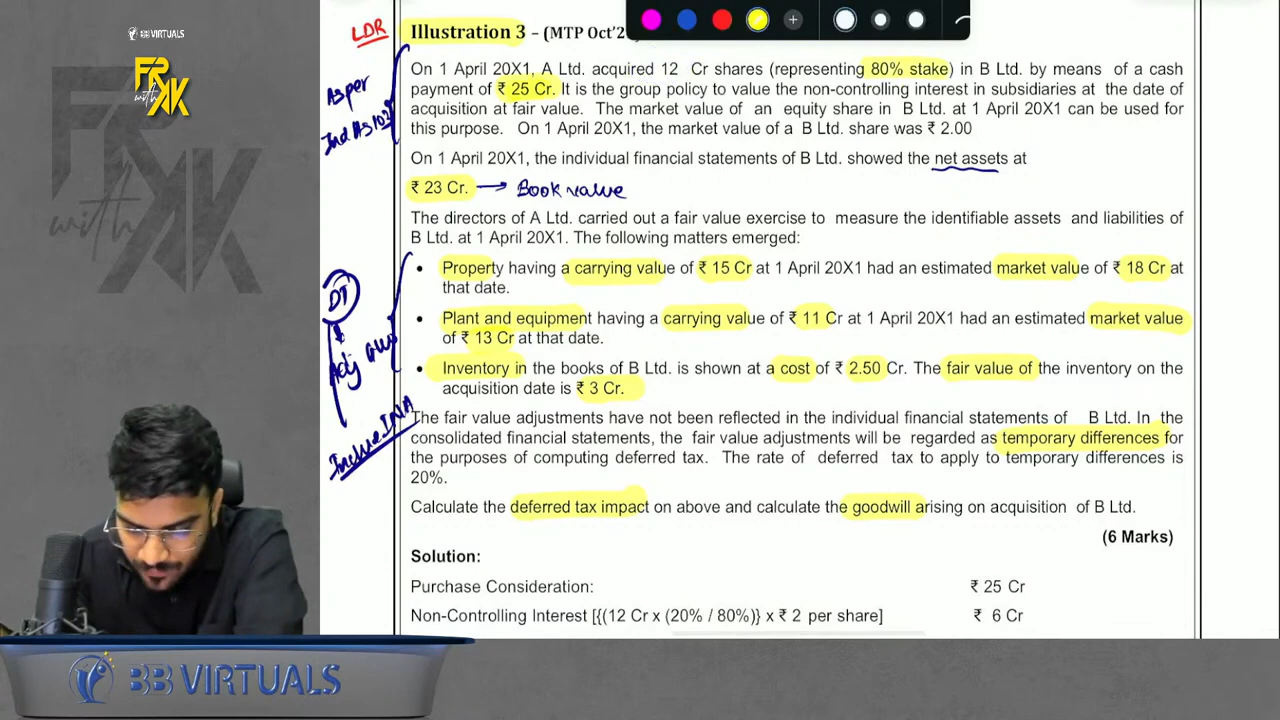 BB VIRTUALS
FR
with
AK
LDR
Illustration 3 – (MTP Oct'2
As per
Ind AS 103
On 1 April 20X1, A Ltd. acquired 12 Cr shares (representing 80% stake) in B Ltd. by means of a cash
payment of ₹ 25 Cr. It is the group policy to value the non-controlling interest in subsidiaries at the date of
acquisition at fair value. The market value of an equity share in B Ltd. at 1 April 20X1 can be used for
this purpose. On 1 April 20X1, the market value of a B Ltd. share was ₹ 2.00
On 1 April 20X1, the individual financial statements of B Ltd. showed the net assets at
₹ 23 Cr. → Book value
The directors of A Ltd. carried out a fair value exercise to measure the identifiable assets and liabilities of
B Ltd. at 1 April 20X1. The following matters emerged:
• Property having a carrying value of ₹ 15 Cr at 1 April 20X1 had an estimated market value of ₹ 18 Cr at
that date.
DT
• Plant and equipment having a carrying value of ₹ 11 Cr at 1 April 20X1 had an estimated market value
of ₹ 13 Cr at that date.
Adj GW
• Inventory in the books of B Ltd. is shown at a cost of ₹ 2.50 Cr. The fair value of the inventory on the
acquisition date is ₹ 3 Cr.
The fair value adjustments have not been reflected in the individual financial statements of B Ltd. In the
consolidated financial statements, the fair value adjustments will be regarded as temporary differences for
the purposes of computing deferred tax. The rate of deferred tax to apply to temporary differences is
20%.
Calculate the deferred tax impact on above and calculate the goodwill arising on acquisition of B Ltd.
(6 Marks)
Solution:
Purchase Consideration: ₹ 25 Cr
Non-Controlling Interest [{(12 Cr x (20% / 80%)} x ₹ 2 per share] ₹ 6 Cr
BB VIRTUALS